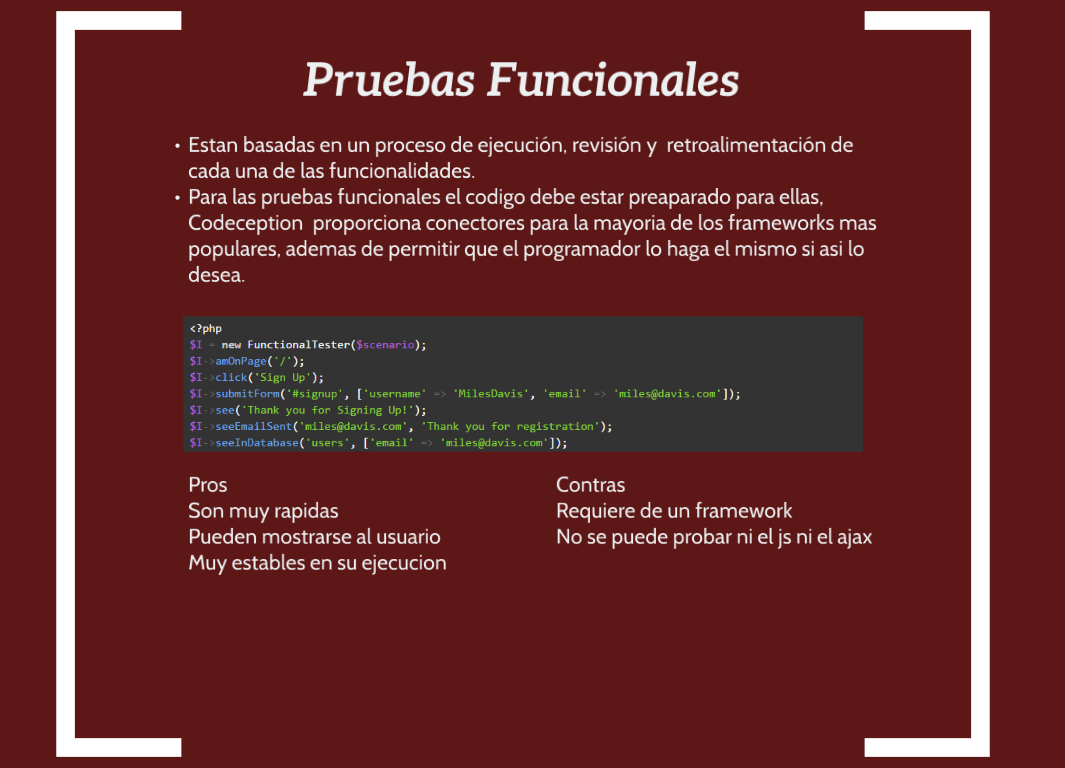 Pruebas Funcionales
• Estan basadas en un proceso de ejecución, revisión y  retroalimentación de
cada una de las funcionalidades.
• Para las pruebas funcionales el codigo debe estar preaparado para ellas,
Codeception  proporciona conectores para la mayoria de los frameworks mas
populares, ademas de permitir que el programador lo haga el mismo si asi lo
desea.
<?php
$I = new FunctionalTester($scenario);
$I->amOnPage('/');
$I->click('Sign Up');
$I->submitForm('#signup', ['username' => 'MilesDavis', 'email' => 'miles@davis.com']);
$I->see('Thank you for Signing Up!');
$I->seeEmailSent('miles@davis.com', 'Thank you for registration');
$I->seeInDatabase('users', ['email' => 'miles@davis.com']);
Pros
Son muy rapidas
Pueden mostrarse al usuario
Muy estables en su ejecucion
Contras
Requiere de un framework
No se puede probar ni el js ni el ajax